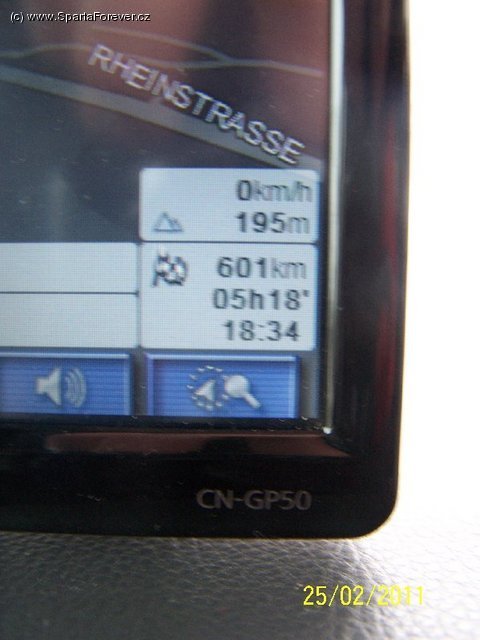 (c) www.SpartaForever.cz
RHEINSTRASSE
0km/h
195m
601km
05h18'
18:34
CN-GP50
25/02/2011